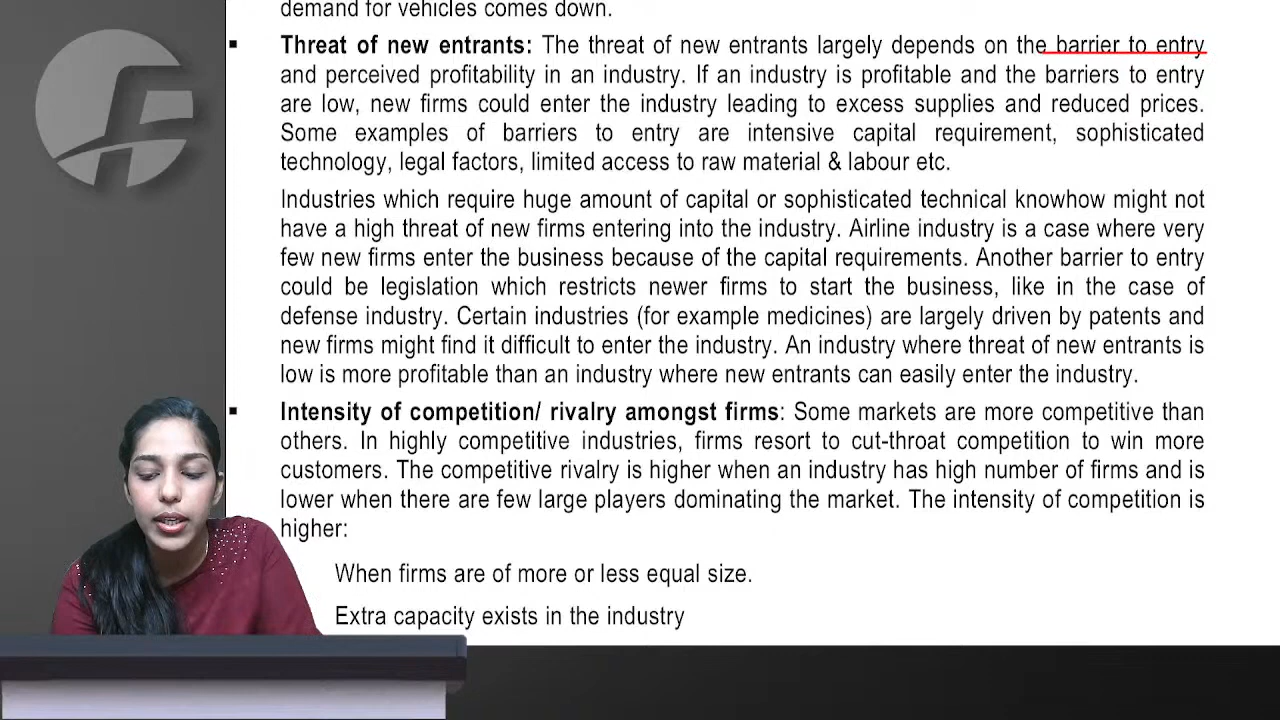 demand for vehicles comes down.
▪ Threat of new entrants: The threat of new entrants largely depends on the barrier to entry
and perceived profitability in an industry. If an industry is profitable and the barriers to entry
are low, new firms could enter the industry leading to excess supplies and reduced prices.
Some examples of barriers to entry are intensive capital requirement, sophisticated
technology, legal factors, limited access to raw material & labour etc.
Industries which require huge amount of capital or sophisticated technical knowhow might not
have a high threat of new firms entering into the industry. Airline industry is a case where very
few new firms enter the business because of the capital requirements. Another barrier to entry
could be legislation which restricts newer firms to start the business, like in the case of
defense industry. Certain industries (for example medicines) are largely driven by patents and
new firms might find it difficult to enter the industry. An industry where threat of new entrants is
low is more profitable than an industry where new entrants can easily enter the industry.
▪ Intensity of competition/ rivalry amongst firms: Some markets are more competitive than
others. In highly competitive industries, firms resort to cut-throat competition to win more
customers. The competitive rivalry is higher when an industry has high number of firms and is
lower when there are few large players dominating the market. The intensity of competition is
higher:
When firms are of more or less equal size.
Extra capacity exists in the industry